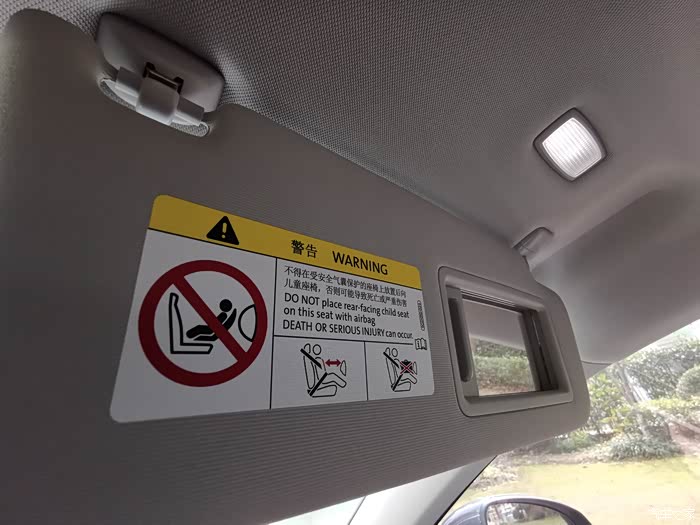 警告 WARNING
不得在受安全气囊保护的座椅上放置后向
儿童座椅，否则可能导致死亡或严重伤害
DO NOT place rear-facing child seat
on this seat with airbag
DEATH OR SERIOUS INJURY can occur